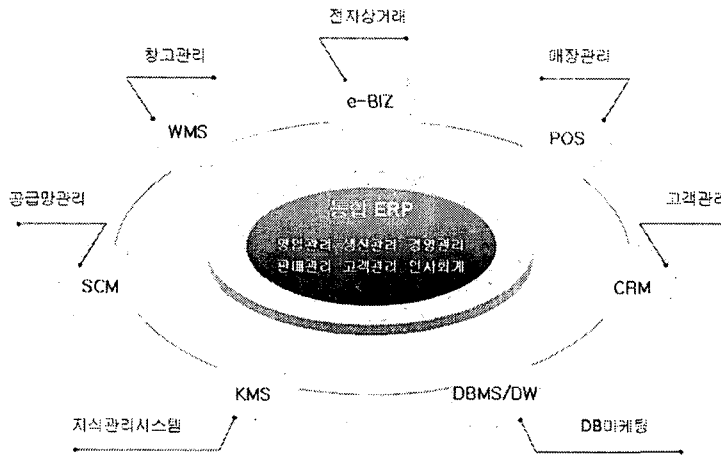 전자상거래
창고관리
매장관리
e-BIZ
WMS
POS
공급망관리
고객관리
통합 ERP
영업관리 생산관리 경영관리
판매관리 고객관리 인사회계
SCM
CRM
KMS
DBMS/DW
지식관리시스템
DB마케팅